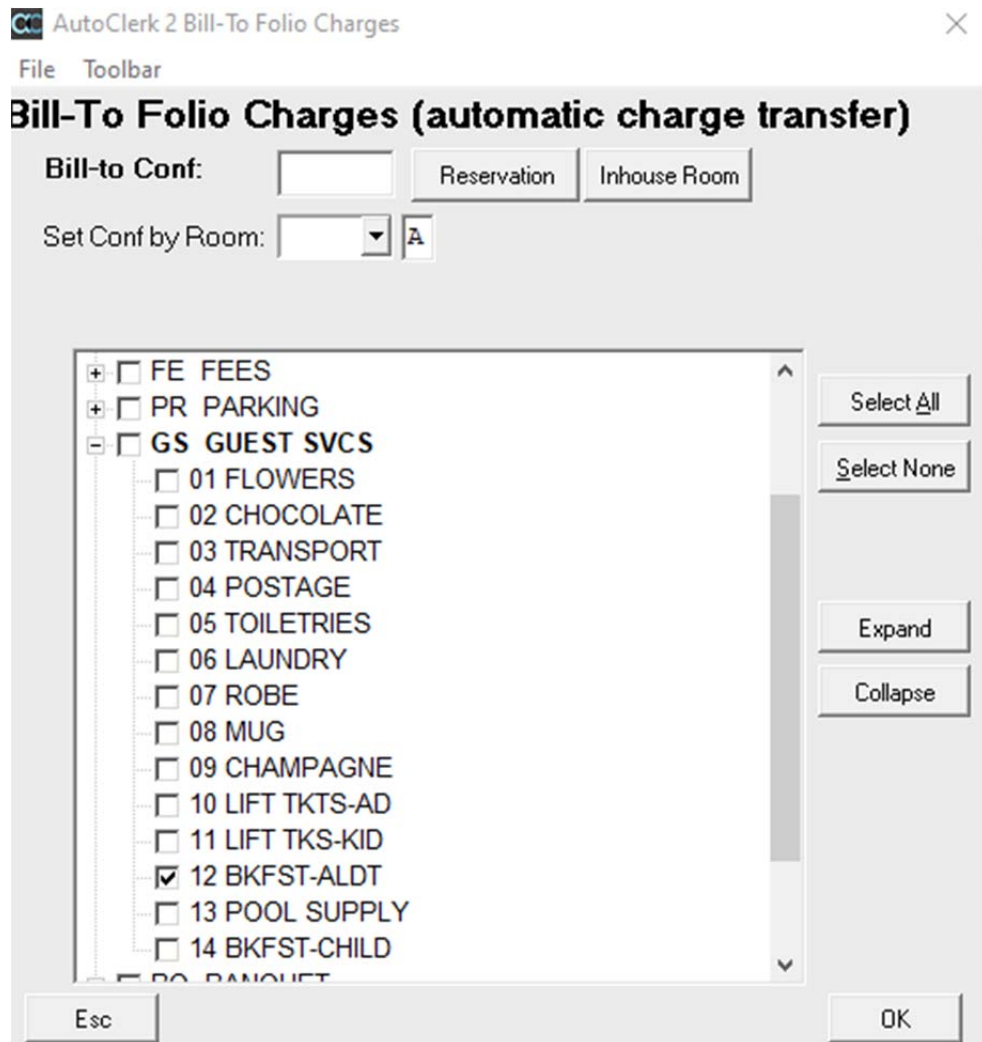 AutoClerk 2 Bill-To Folio Charges
File Toolbar
Bill-To Folio Charges (automatic charge transfer)
Bill-to Conf: Reservation Inhouse Room
Set Conf by Room: A
FE FEES
PR PARKING
GS GUEST SVCS
01 FLOWERS
02 CHOCOLATE
03 TRANSPORT
04 POSTAGE
05 TOILETRIES
06 LAUNDRY
07 ROBE
08 MUG
09 CHAMPAGNE
10 LIFT TKTS-AD
11 LIFT TKS-KID
12 BKFST-ALDT
13 POOL SUPPLY
14 BKFST-CHILD
BQ BANQUET
Select All
Select None
Expand
Collapse
Esc
OK